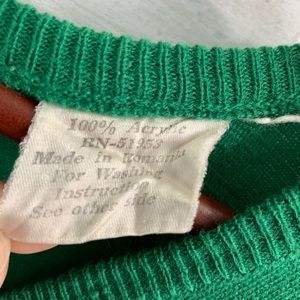 100% Acrylic
RN-51953
Made in Romania
For Washing
Instruction
See other side